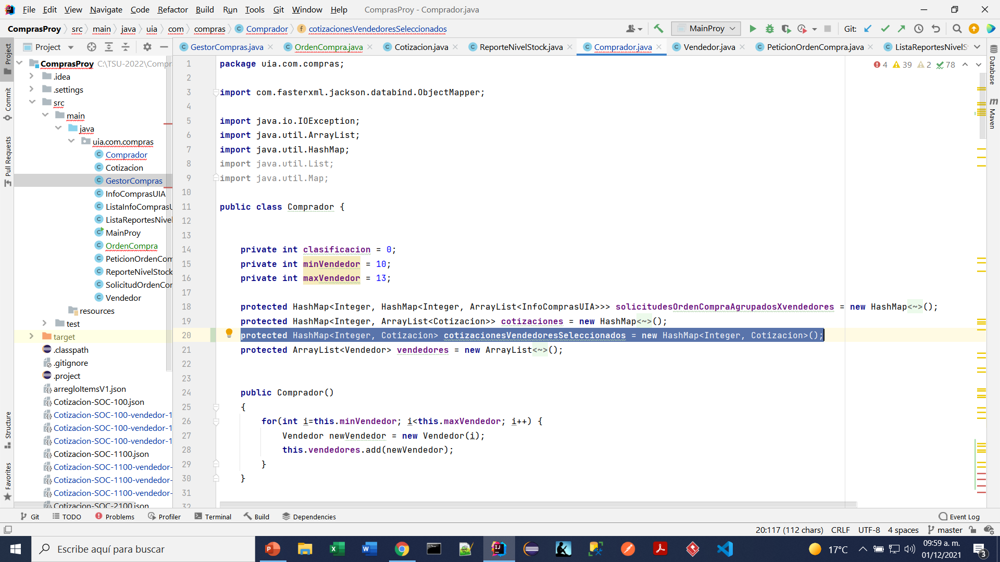 File Edit View Navigate Code Refactor Build Run Tools Git Window Help ComprasProy - Comprador.java
ComprasProy src main java uia com compras Comprador cotizacionesVendedoresSeleccionados MainProy Git:
Project GestorCompras.java OrdenCompra.java Cotizacion.java ReporteNivelStock.java Comprador.java Vendedor.java PeticionOrdenCompra.java ListaReportesNivelS
Project
Commit
Pull Requests
Structure
Favorites
ComprasProy C:\TSU-2022\Compr
.idea
.settings
src
main
java
uia.com.compras
Comprador
Cotizacion
GestorCompras
InfoComprasUIA
ListaInfoComprasU
ListaReportesNivel
MainProy
OrdenCompra
PeticionOrdenCom
ReporteNivelStock
SolicitudOrdenCor
Vendedor
resources
test
target
.classpath
.gitignore
.project
arregloItemsV1.json
Cotizacion-SOC-100.json
Cotizacion-SOC-100-vendedor-1
Cotizacion-SOC-100-vendedor-1
Cotizacion-SOC-100-vendedor-1
Cotizacion-SOC-1100.json
Cotizacion-SOC-1100-vendedor-
Cotizacion-SOC-1100-vendedor-
Cotizacion-SOC-1100-vendedor-
Cotizacion-SOC-2100.json
4 39 2 78
1 package uia.com.compras;
2
3 import com.fasterxml.jackson.databind.ObjectMapper;
4
5 import java.io.IOException;
6 import java.util.ArrayList;
7 import java.util.HashMap;
8 import java.util.List;
9 import java.util.Map;
10
11 public class Comprador {
12
13
14 private int clasificacion = 0;
15 private int minVendedor = 10;
16 private int maxVendedor = 13;
17
18 protected HashMap<Integer, HashMap<Integer, ArrayList<InfoComprasUIA>>> solicitudesOrdenCompraAgrupadosXvendedores = new HashMap<~>();
19 protected HashMap<Integer, ArrayList<Cotizacion>> cotizaciones = new HashMap<~>();
20 protected HashMap<Integer, Cotizacion> cotizacionesVendedoresSeleccionados = new HashMap<Integer, Cotizacion>();
21 protected ArrayList<Vendedor> vendedores = new ArrayList<~>();
22
23
24 public Comprador()
25 {
26 for(int i=this.minVendedor; i<this.maxVendedor; i++) {
27 Vendedor newVendedor = new Vendedor(i);
28 this.vendedores.add(newVendedor);
29 }
30 }
31
32
Database
Maven
Git TODO Problems Profiler Terminal Build Dependencies Event Log
20:117 (112 chars) CRLF UTF-8 4 spaces master
Escribe aquí para buscar
17°C
09:59 a. m.
01/12/2021
3